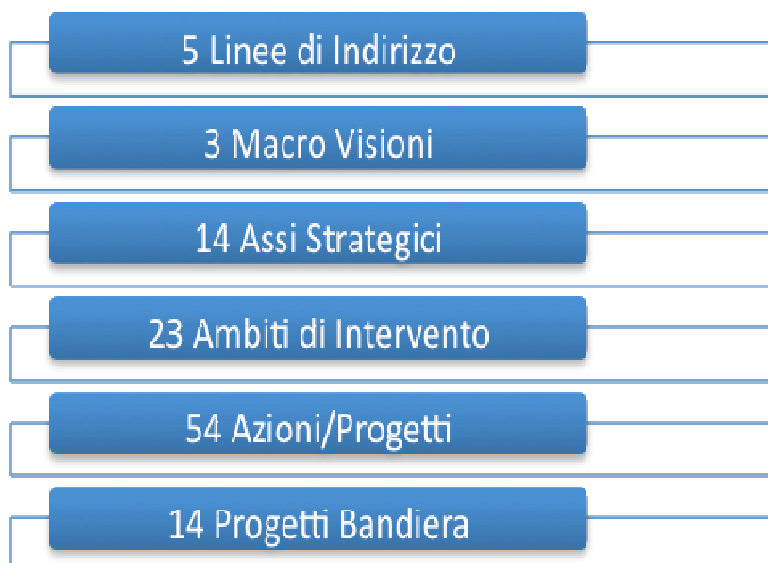 5 Linee di Indirizzo
3 Macro Visioni
14 Assi Strategici
23 Ambiti di Intervento
54 Azioni/Progetti
14 Progetti Bandiera